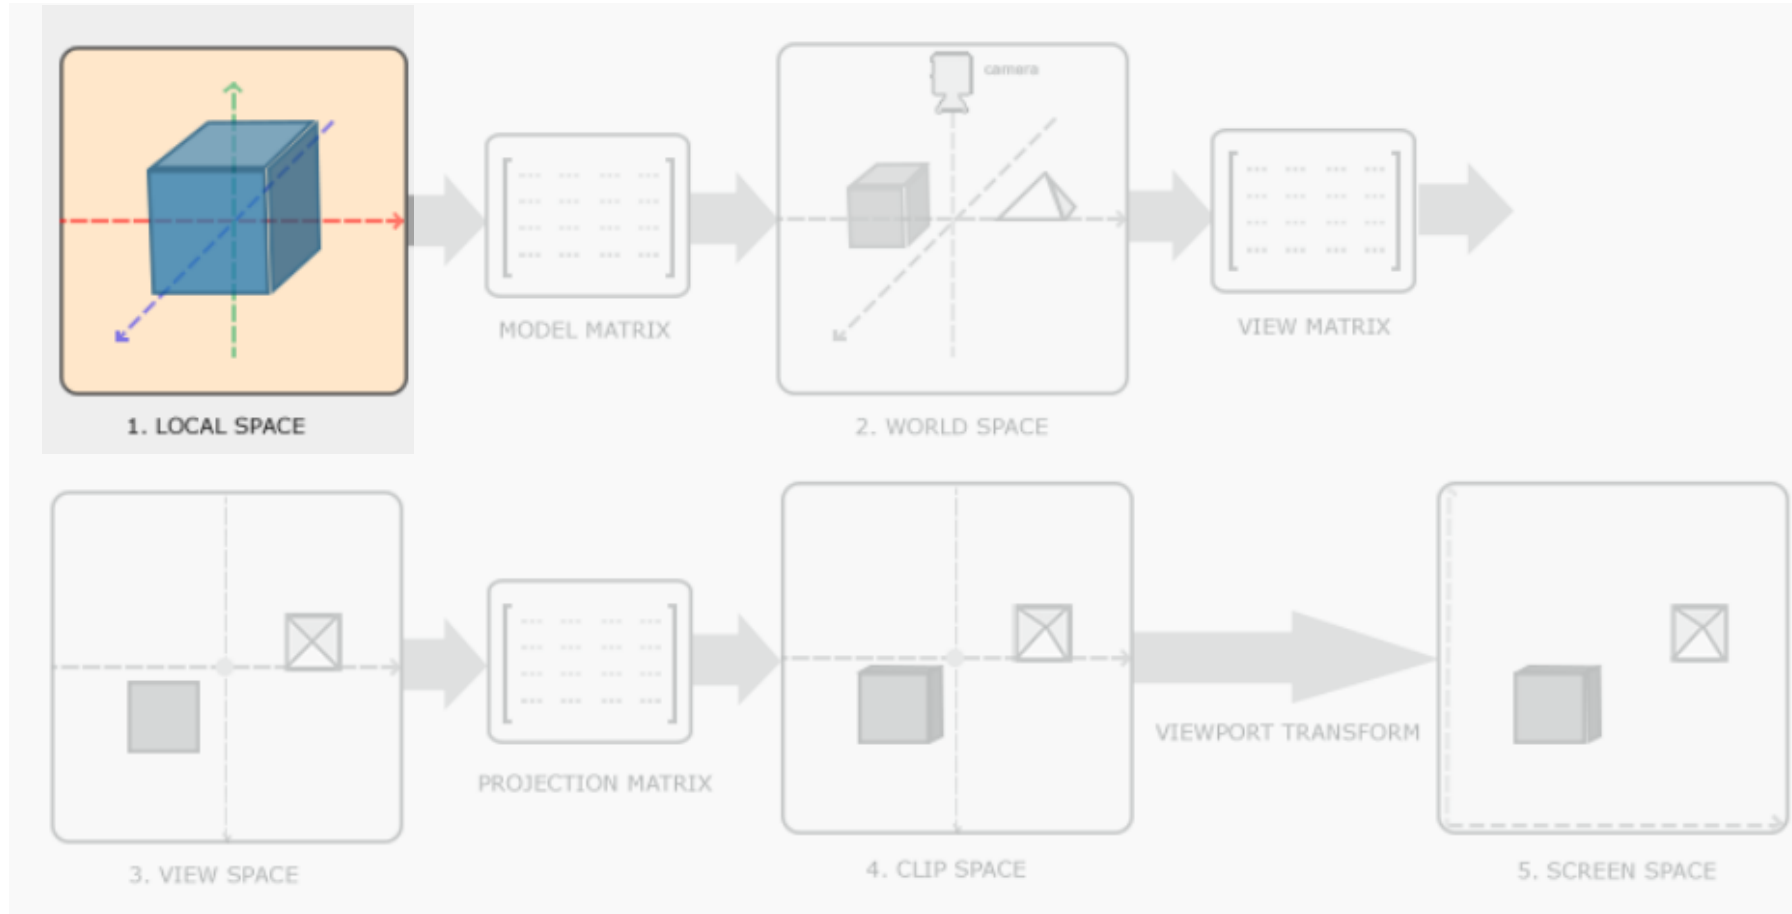 camera
MODEL MATRIX
VIEW MATRIX
1. LOCAL SPACE
2. WORLD SPACE
PROJECTION MATRIX
VIEWPORT TRANSFORM
3. VIEW SPACE
4. CLIP SPACE
5. SCREEN SPACE